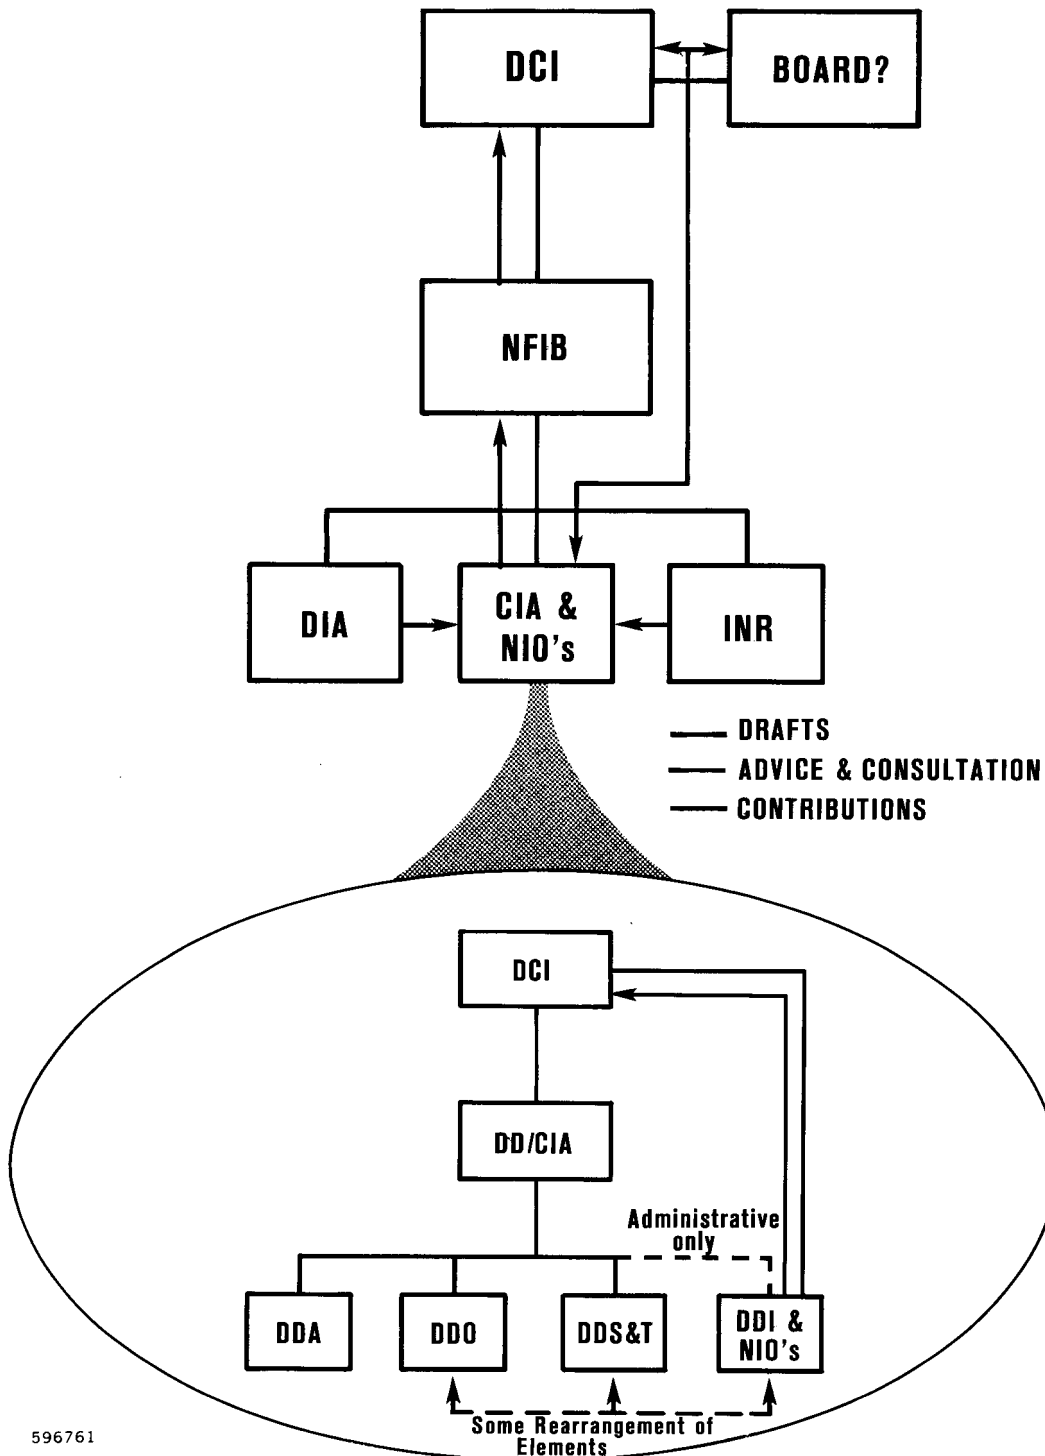 DCI
BOARD?
NFIB
DIA
CIA &
NIO's
INR
DRAFTS
ADVICE & CONSULTATION
CONTRIBUTIONS
DCI
DD/CIA
Administrative
only
DDA
DDO
DDS&T
DDI &
NIO's
Some Rearrangement of
Elements
596761